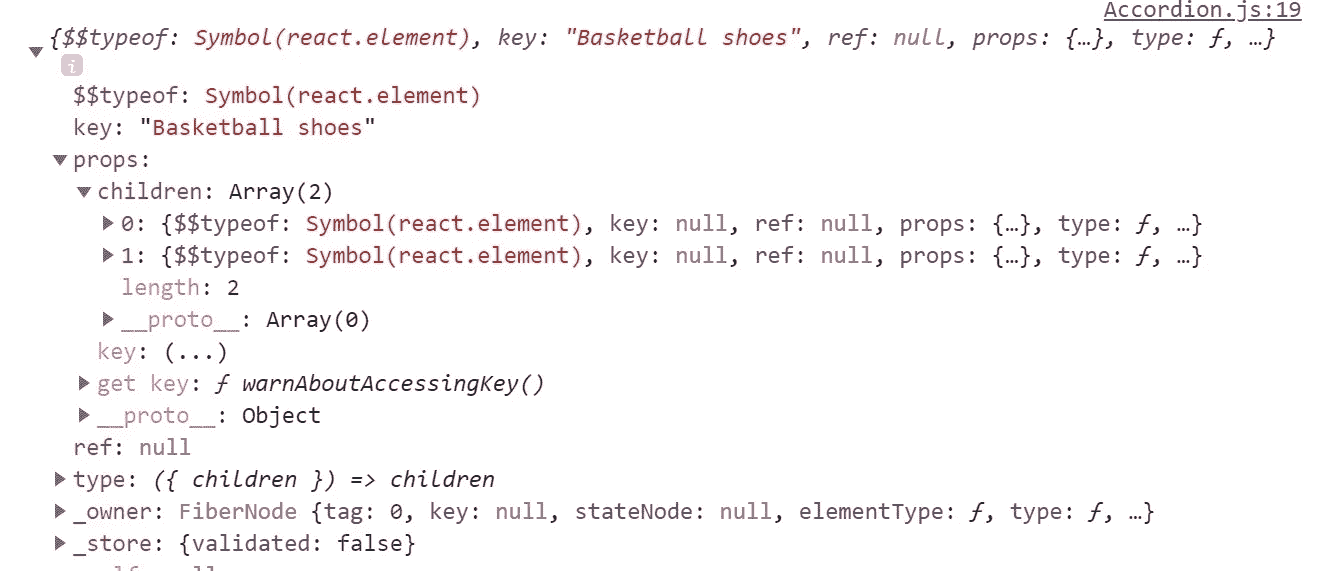 Accordion.js:19
{$$typeof: Symbol(react.element), key: "Basketball shoes", ref: null, props: {…}, type: ƒ, …}
i
$$typeof: Symbol(react.element)
key: "Basketball shoes"
props:
children: Array(2)
0: {$$typeof: Symbol(react.element), key: null, ref: null, props: {…}, type: ƒ, …}
1: {$$typeof: Symbol(react.element), key: null, ref: null, props: {…}, type: ƒ, …}
length: 2
__proto__: Array(0)
key: (...)
get key: ƒ warnAboutAccessingKey()
__proto__: Object
ref: null
type: ({ children }) => children
_owner: FiberNode {tag: 0, key: null, stateNode: null, elementType: ƒ, type: ƒ, …}
_store: {validated: false}